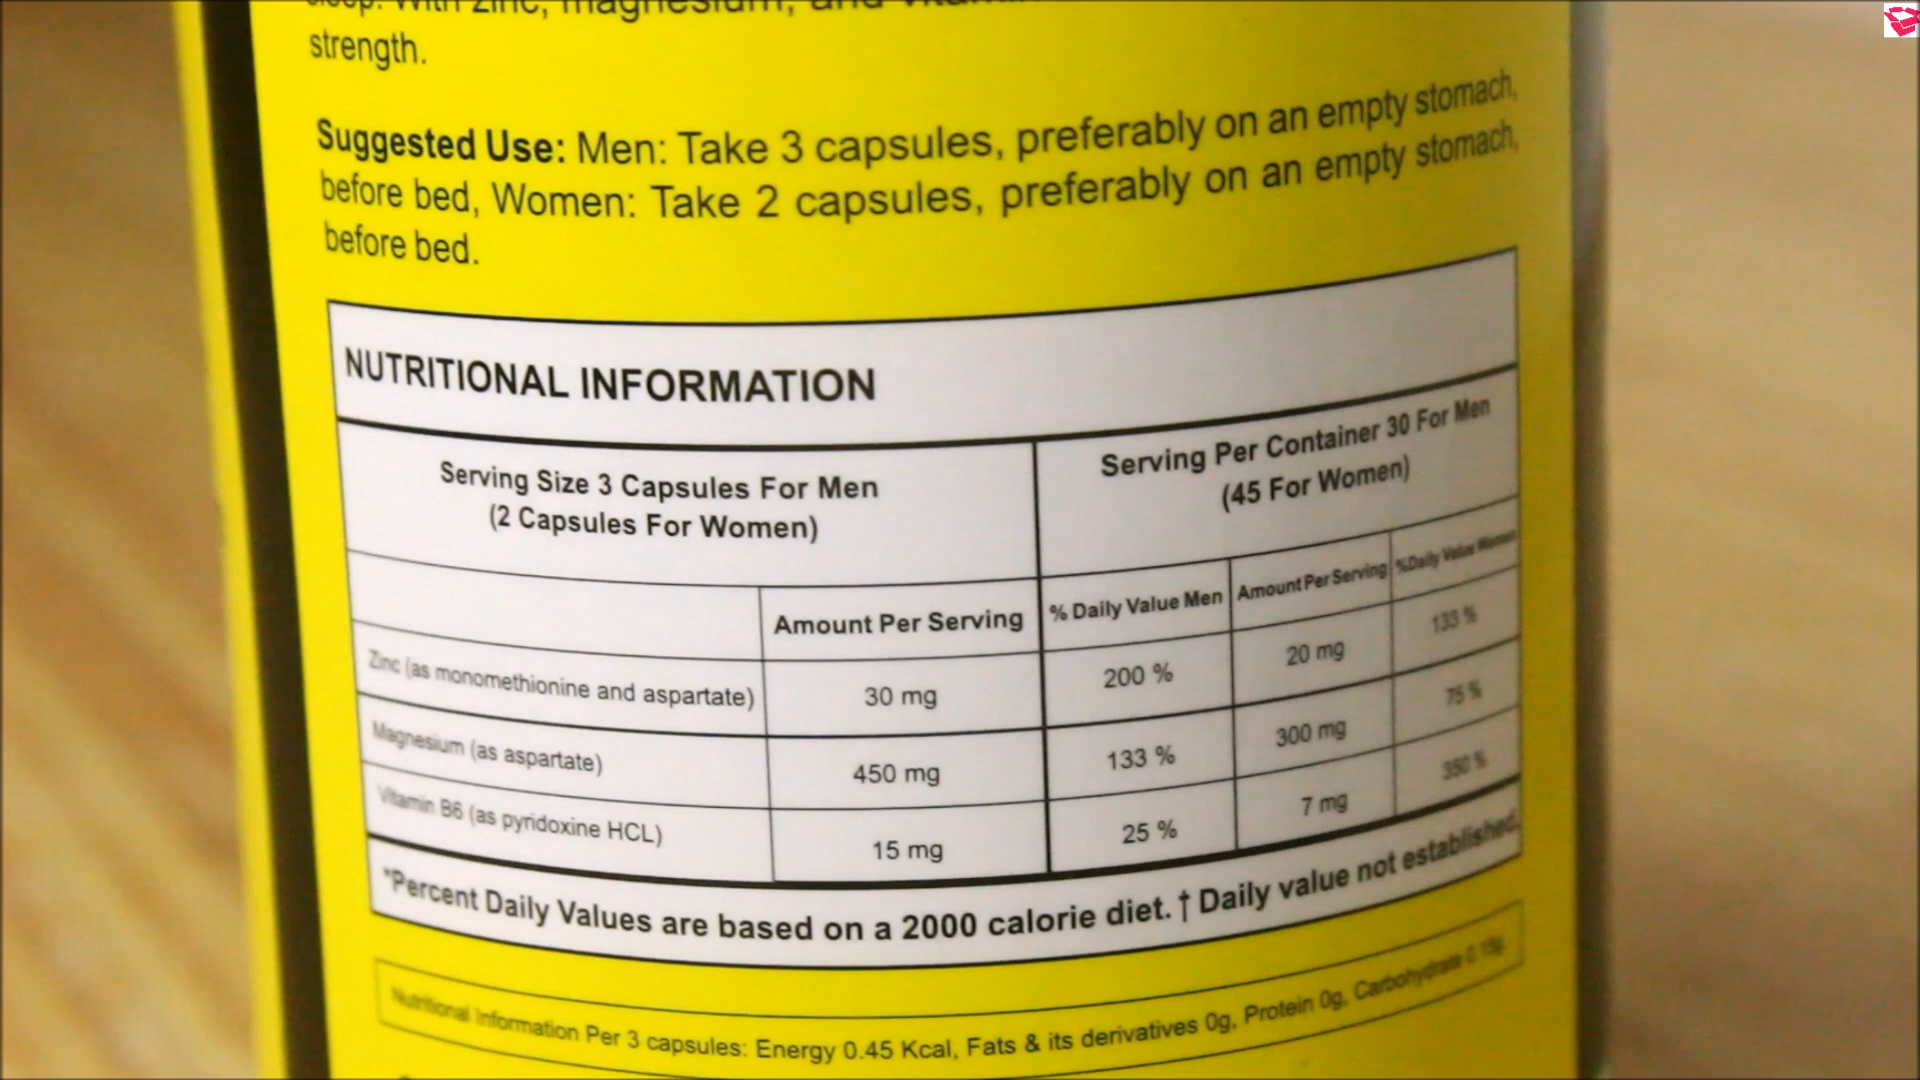 strength.
Suggested Use: Men: Take 3 capsules, preferably on an empty stomach,
before bed, Women: Take 2 capsules, preferably on an empty stomach,
before bed.
NUTRITIONAL INFORMATION
Serving Size 3 Capsules For Men
(2 Capsules For Women)
Serving Per Container 30 For Men
(45 For Women)
Amount Per Serving % Daily Value Men Amount Per Serving %Daily Value Women
Zinc (as monomethionine and aspartate) 30 mg 200 % 20 mg 133 %
Magnesium (as aspartate) 450 mg 133 % 300 mg 75 %
Vitamin B6 (as pyridoxine HCL) 15 mg 25 % 7 mg 350 %
*Percent Daily Values are based on a 2000 calorie diet. † Daily value not established.
Nutritional Information Per 3 capsules: Energy 0.45 Kcal, Fats & its derivatives 0g, Protein 0g, Carbohydrate